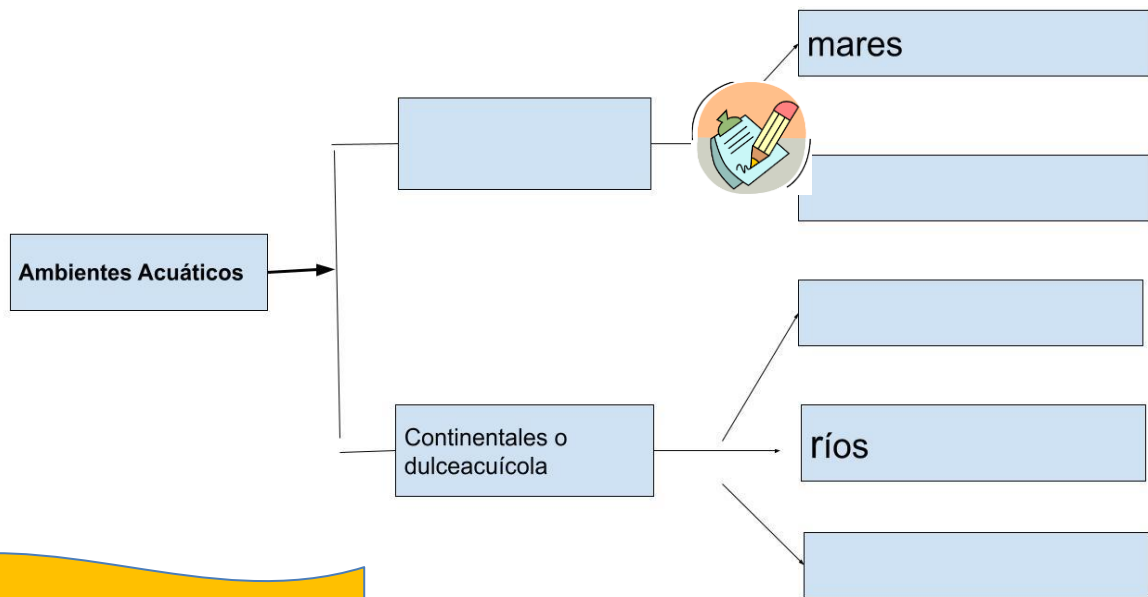 mares
Ambientes Acuáticos
Continentales o
dulceacuícola
ríos